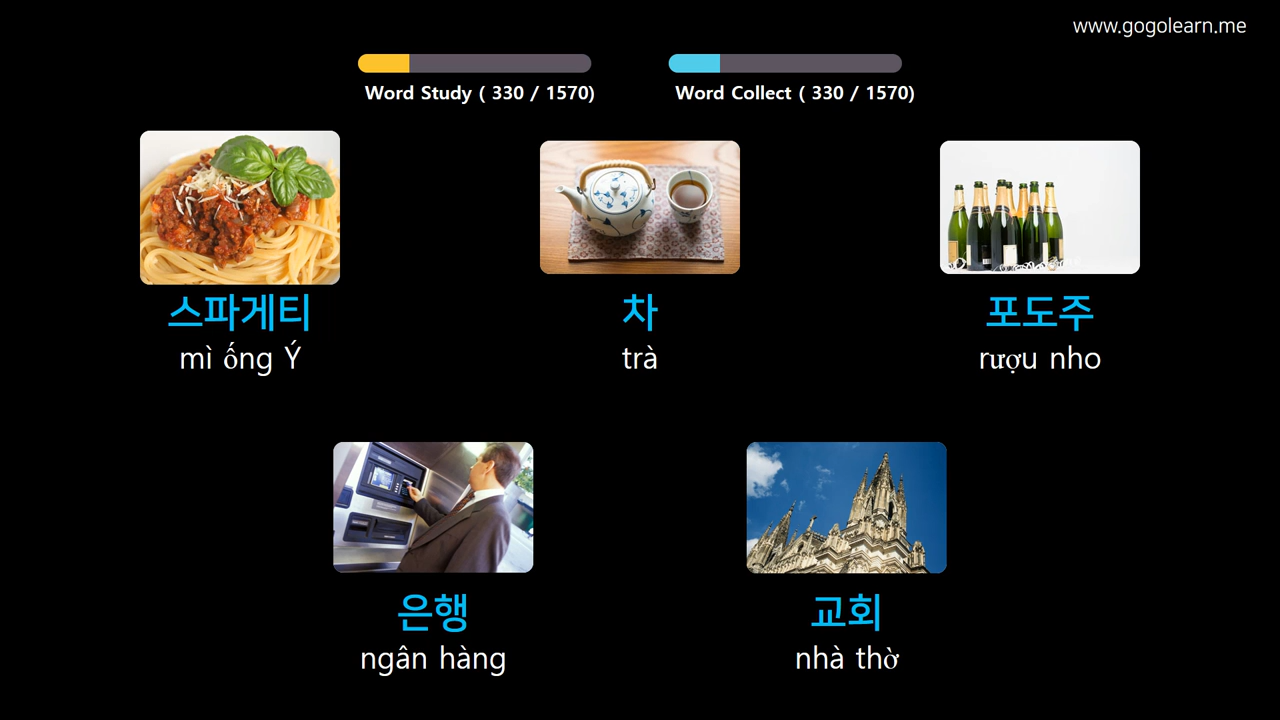 www.gogolearn.me
Word Study ( 330 / 1570)
Word Collect ( 330 / 1570)
스파게티
mì ống Ý
차
trà
포도주
rượu nho
은행
ngân hàng
교회
nhà thờ